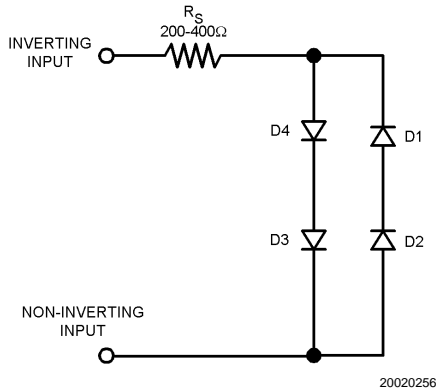 R_S
200-400Ω
INVERTING
INPUT
D4
D1
D3
D2
NON-INVERTING
INPUT
20020256